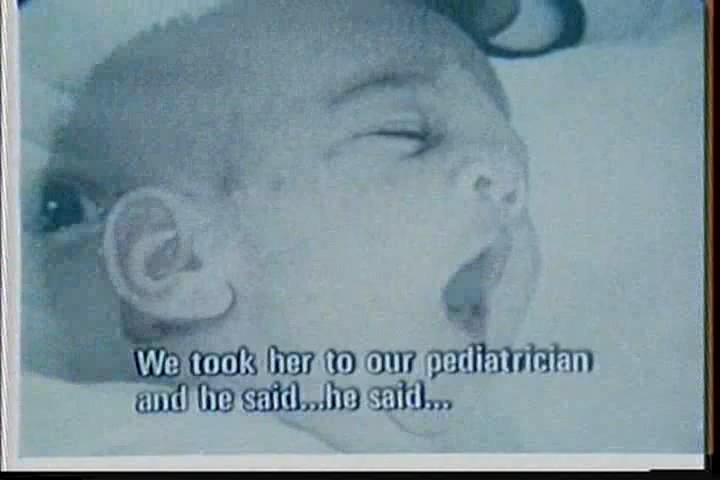 We took her to our pediatrician
and he said...he said...